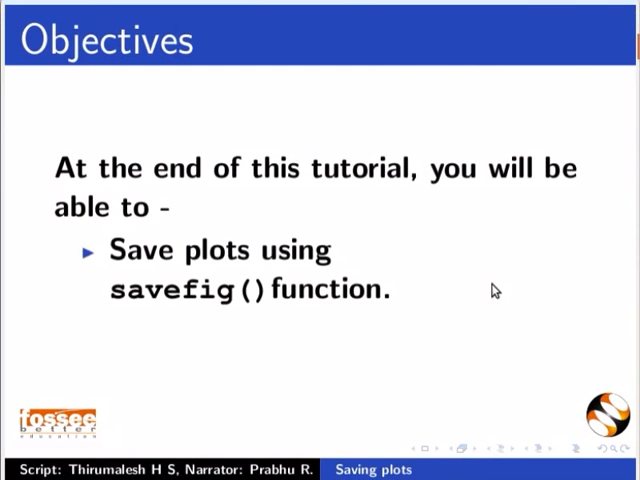 Objectives
At the end of this tutorial, you will be
able to -
Save plots using
savefig() function.
fossee
better
education
Script: Thirumalesh H S, Narrator: Prabhu R. Saving plots